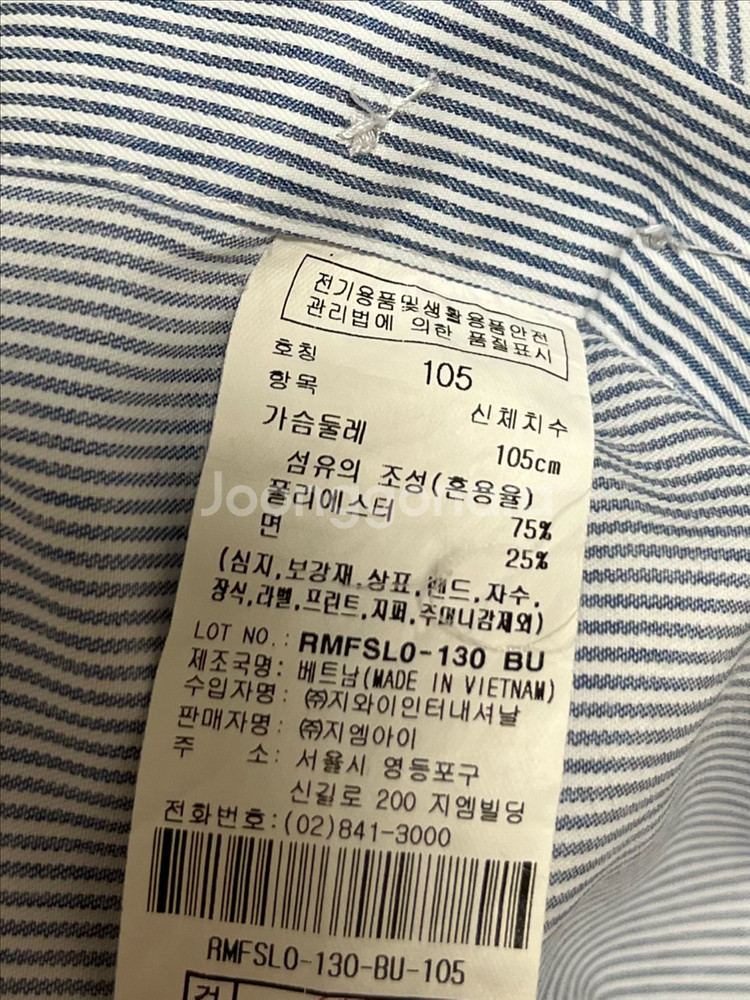 전기용품및생활용품안전
관리법에 의한 품질표시
호칭 105
항목 신체치수
가슴둘레 105cm
섬유의 조성(혼용율)
폴리에스터 75%
면 25%
(심지,보강재,상표,밴드,자수,
장식,라벨,프린트,지퍼,주머니감제외)
LOT NO.: RMFSL0-130 BU
제조국명: 베트남(MADE IN VIETNAM)
수입자명: ㈜지와이인터내셔날
판매자명: ㈜지엠아이
주 소: 서울시 영등포구
신길로 200 지엠빌딩
전화번호:(02)841-3000
RMFSL0-130-BU-105
Joonggonara